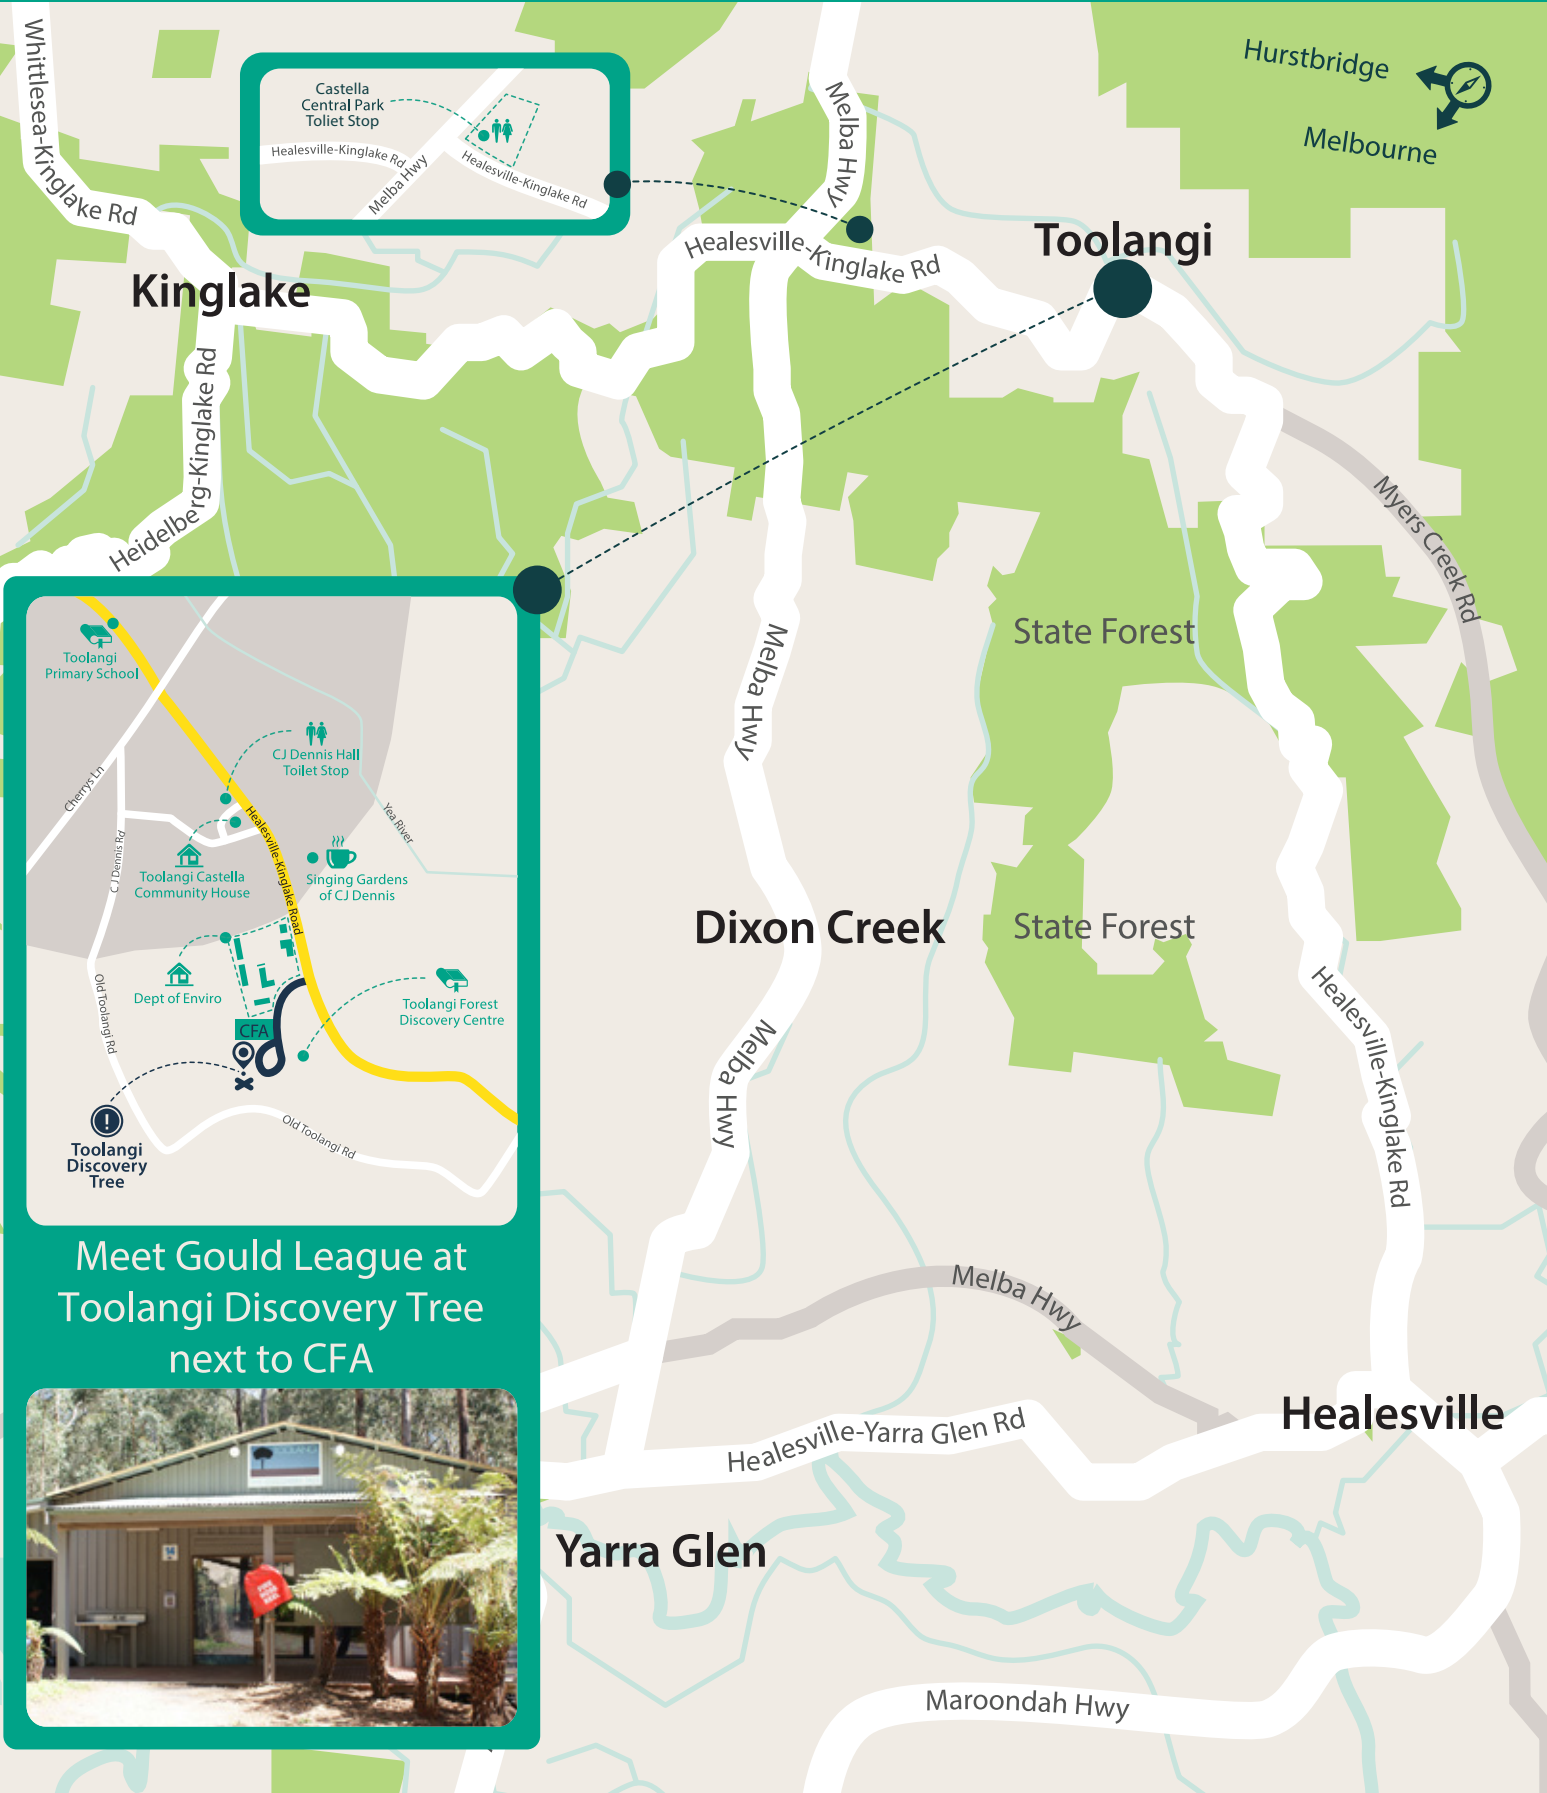 Hurstbridge
Melbourne
Whittlesea-Kinglake Rd
Castella
Central Park
Toliet Stop
Healesville-Kinglake Rd
Melba Hwy
Healesville-Kinglake Rd
Melba Hwy
Toolangi
Healesville-Kinglake Rd
Kinglake
Heidelberg-Kinglake Rd
Myers Creek Rd
State Forest
Melba Hwy
Toolangi
Primary School
CJ Dennis Hall
Toilet Stop
Cherrys Ln
Yea River
CJ Dennis Rd
Healesville-Kinglake Road
Toolangi Castella
Community House
Singing Gardens
of CJ Dennis
Dept of Enviro
Old Toolangi Rd
Toolangi Forest
Discovery Centre
CFA
Toolangi
Discovery
Tree
Old Toolangi Rd
Dixon Creek
State Forest
Healesville-Kinglake Rd
Melba Hwy
Meet Gould League at
Toolangi Discovery Tree
next to CFA
Melba Hwy
Healesville
Healesville-Yarra Glen Rd
Yarra Glen
14
FIRE
HOSE
REEL
Maroondah Hwy